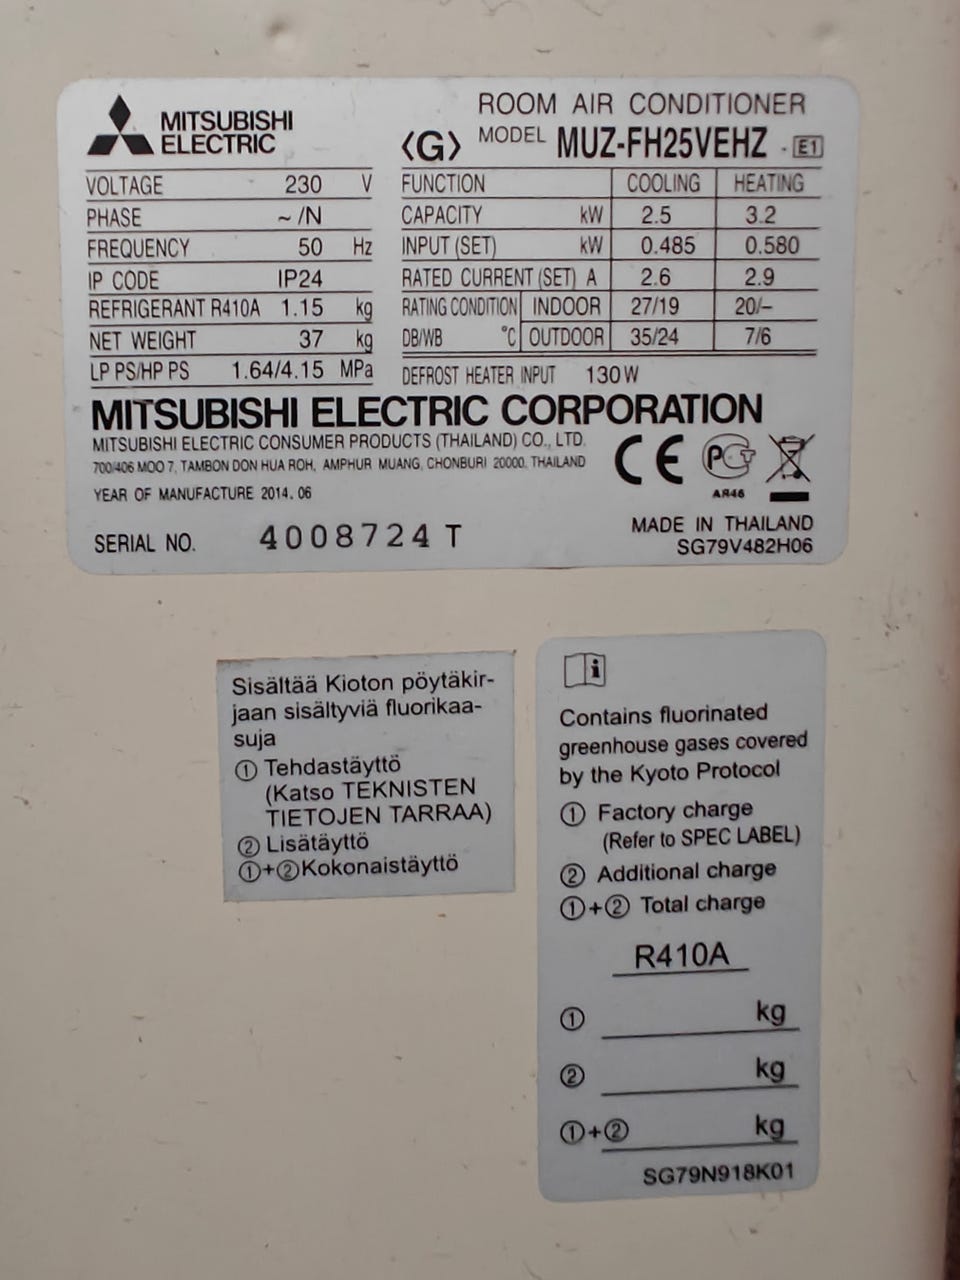 MITSUBISHI
ELECTRIC
ROOM AIR CONDITIONER
<G> MODEL MUZ-FH25VEHZ - E1
VOLTAGE 230 V
PHASE ~ /N
FREQUENCY 50 Hz
IP CODE IP24
REFRIGERANT R410A 1.15 kg
NET WEIGHT 37 kg
LP PS/HP PS 1.64/4.15 MPa
FUNCTION COOLING HEATING
CAPACITY kW 2.5 3.2
INPUT (SET) kW 0.485 0.580
RATED CURRENT (SET) A 2.6 2.9
RATING CONDITION INDOOR 27/19 20/–
DB/WB °C OUTDOOR 35/24 7/6
DEFROST HEATER INPUT 130 W
MITSUBISHI ELECTRIC CORPORATION
MITSUBISHI ELECTRIC CONSUMER PRODUCTS (THAILAND) CO., LTD.
700/406 MOO 7, TAMBON DON HUA ROH, AMPHUR MUANG, CHONBURI 20000, THAILAND
CE PCT
AЯ46
YEAR OF MANUFACTURE 2014. 06
SERIAL NO. 4008724 T
MADE IN THAILAND
SG79V482H06
Sisältää Kioton pöytäkir-
jaan sisältyviä fluorikaa-
suja
① Tehdastäyttö
(Katso TEKNISTEN
TIETOJEN TARRAA)
② Lisätäyttö
①+②Kokonaistäyttö
i
Contains fluorinated
greenhouse gases covered
by the Kyoto Protocol
① Factory charge
(Refer to SPEC LABEL)
② Additional charge
①+② Total charge
R410A
① kg
② kg
①+② kg
SG79N918K01